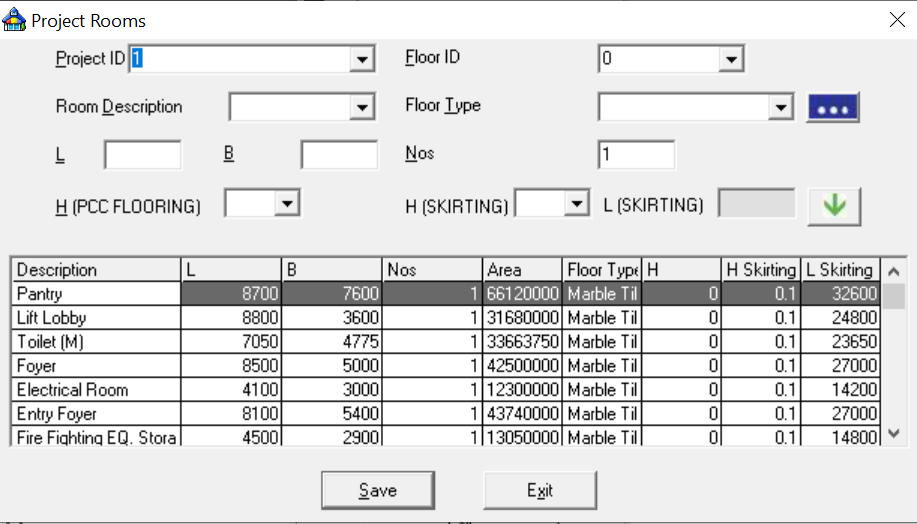 Project Rooms
Project ID 1 Floor ID 0
Room Description Floor Type ...
L B Nos 1
H (PCC FLOORING) H (SKIRTING) L (SKIRTING)
Description L B Nos Area Floor Type H H Skirting L Skirting
Pantry 8700 7600 1 66120000 Marble Til 0 0.1 32600
Lift Lobby 8800 3600 1 31680000 Marble Til 0 0.1 24800
Toilet (M) 7050 4775 1 33663750 Marble Til 0 0.1 23650
Foyer 8500 5000 1 42500000 Marble Til 0 0.1 27000
Electrical Room 4100 3000 1 12300000 Marble Til 0 0.1 14200
Entry Foyer 8100 5400 1 43740000 Marble Til 0 0.1 27000
Fire Fighting EQ. Stora 4500 2900 1 13050000 Marble Til 0 0.1 14800
Save Exit